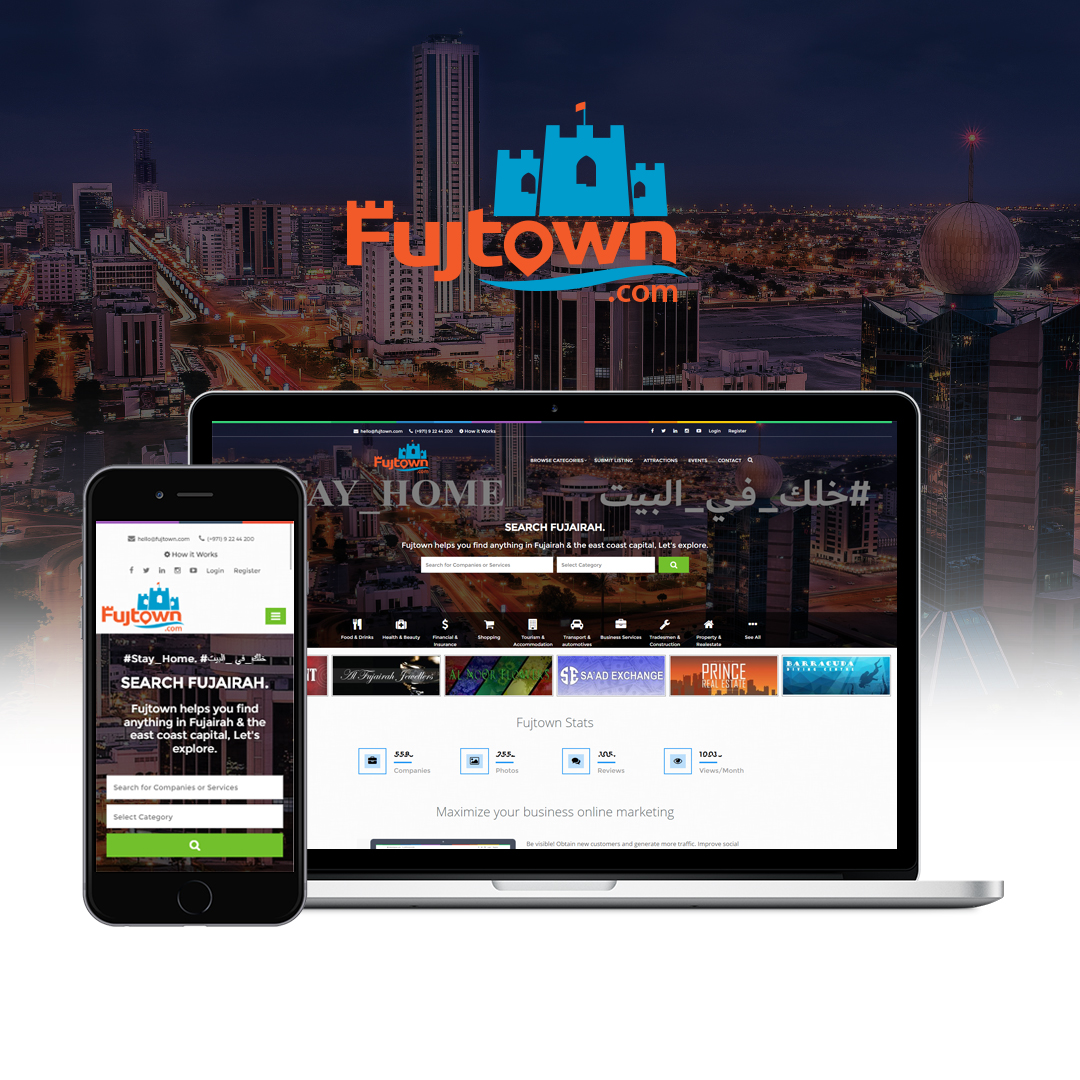 Fujtown
.com
hello@fujtown.com (+971) 9 22 44 200 How it Works
Login Register
Fujtown
.com
BROWSE CATEGORIES SUBMIT LISTING ATTRACTIONS EVENTS CONTACT
AY_HOME #خلك_في_البيت
SEARCH FUJAIRAH.
Fujtown helps you find anything in Fujairah & the east coast capital, Let's explore.
Search for Companies or Services Select Category
Food & Drinks Health & Beauty Financial & Insurance Shopping Tourism & Accommodation Transport & automotives Business Services Tradesmen & Construction Property & Realestate See All
NT Al Fujairah Jewellers AL NOOR SE SA'AD EXCHANGE PRINCE REAL ESTATE BARRACUDA DIVING CENTRE
Fujtown Stats
Companies Photos Reviews Views/Month
Maximize your business online marketing
Be visible! Obtain new customers and generate more traffic. Improve social
hello@fujtown.com (+971) 9 22 44 200
How it Works
Login Register
Fujtown
.com
#Stay_Home. #خلك_في_البيت
SEARCH FUJAIRAH.
Fujtown helps you find
anything in Fujairah & the
east coast capital, Let's
explore.
Search for Companies or Services
Select Category